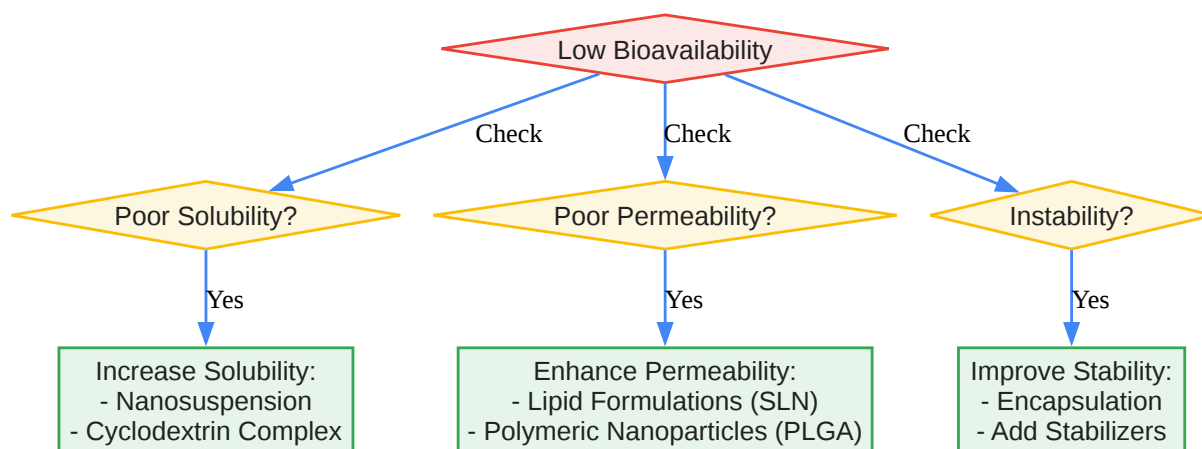 Low Bioavailability
Check
Check
Check
Poor Solubility?
Poor Permeability?
Instability?
Yes
Yes
Yes
Increase Solubility:
- Nanosuspension
- Cyclodextrin Complex
Enhance Permeability:
- Lipid Formulations (SLN)
- Polymeric Nanoparticles (PLGA)
Improve Stability:
- Encapsulation
- Add Stabilizers